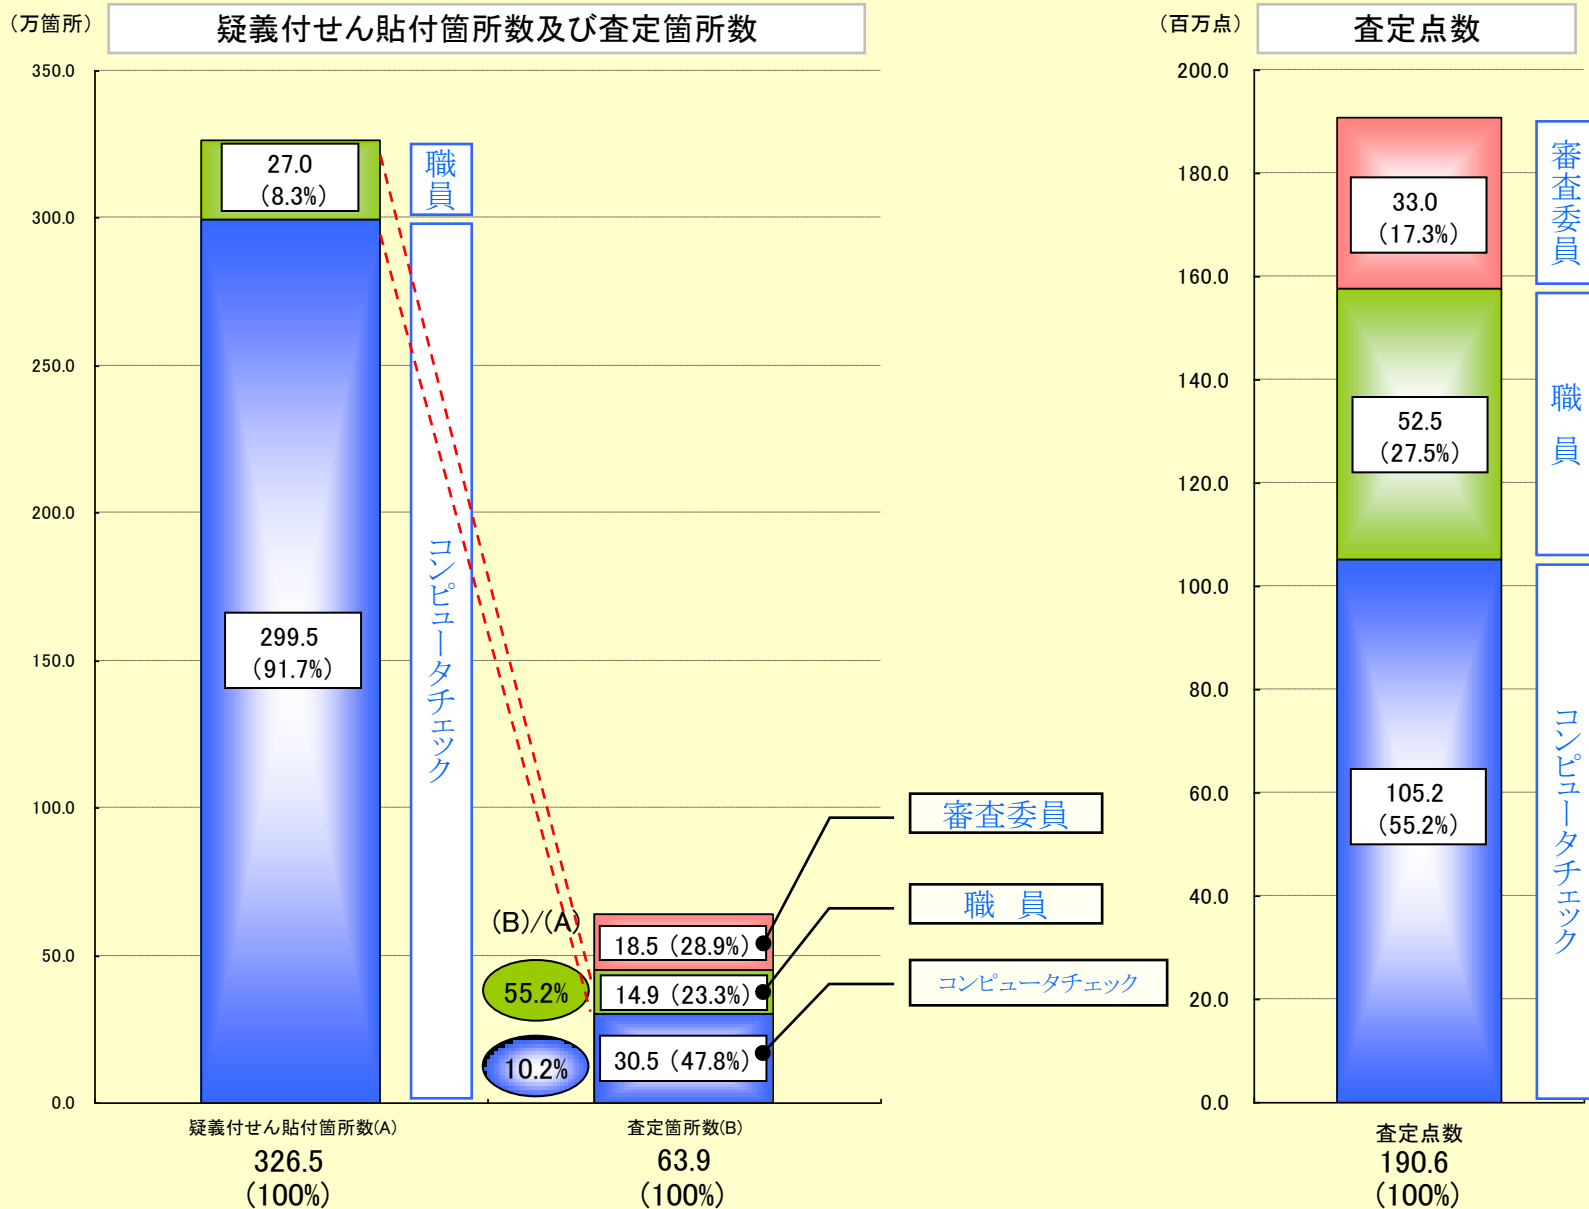 （万箇所）
疑義付せん貼付箇所数及び査定箇所数
350.0
300.0
250.0
200.0
150.0
100.0
50.0
0.0
27.0
（8.3%）
299.5
（91.7%）
職員
コンピュータチェック
(B)/(A)
55.2%
10.2%
18.5（28.9%）
14.9（23.3%）
30.5（47.8%）
審査委員
職　員
コンピュータチェック
疑義付せん貼付箇所数(A)
326.5
（100%）
査定箇所数(B)
63.9
（100%）
（百万点）
査定点数
200.0
180.0
160.0
140.0
120.0
100.0
80.0
60.0
40.0
20.0
0.0
33.0
（17.3%）
52.5
（27.5%）
105.2
（55.2%）
審査委員
職　員
コンピュータチェック
査定点数
190.6
（100%）